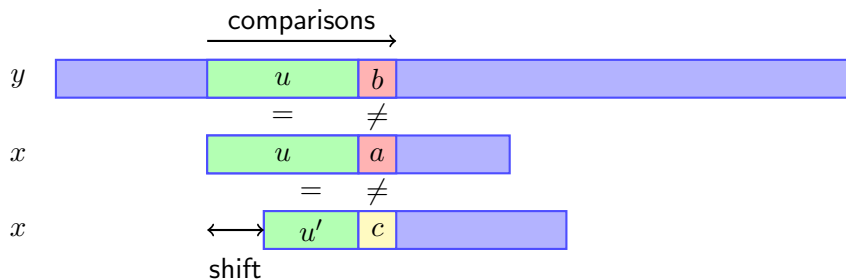 comparisons
y u b
= ≠
x u a
= ≠
x u′ c
shift